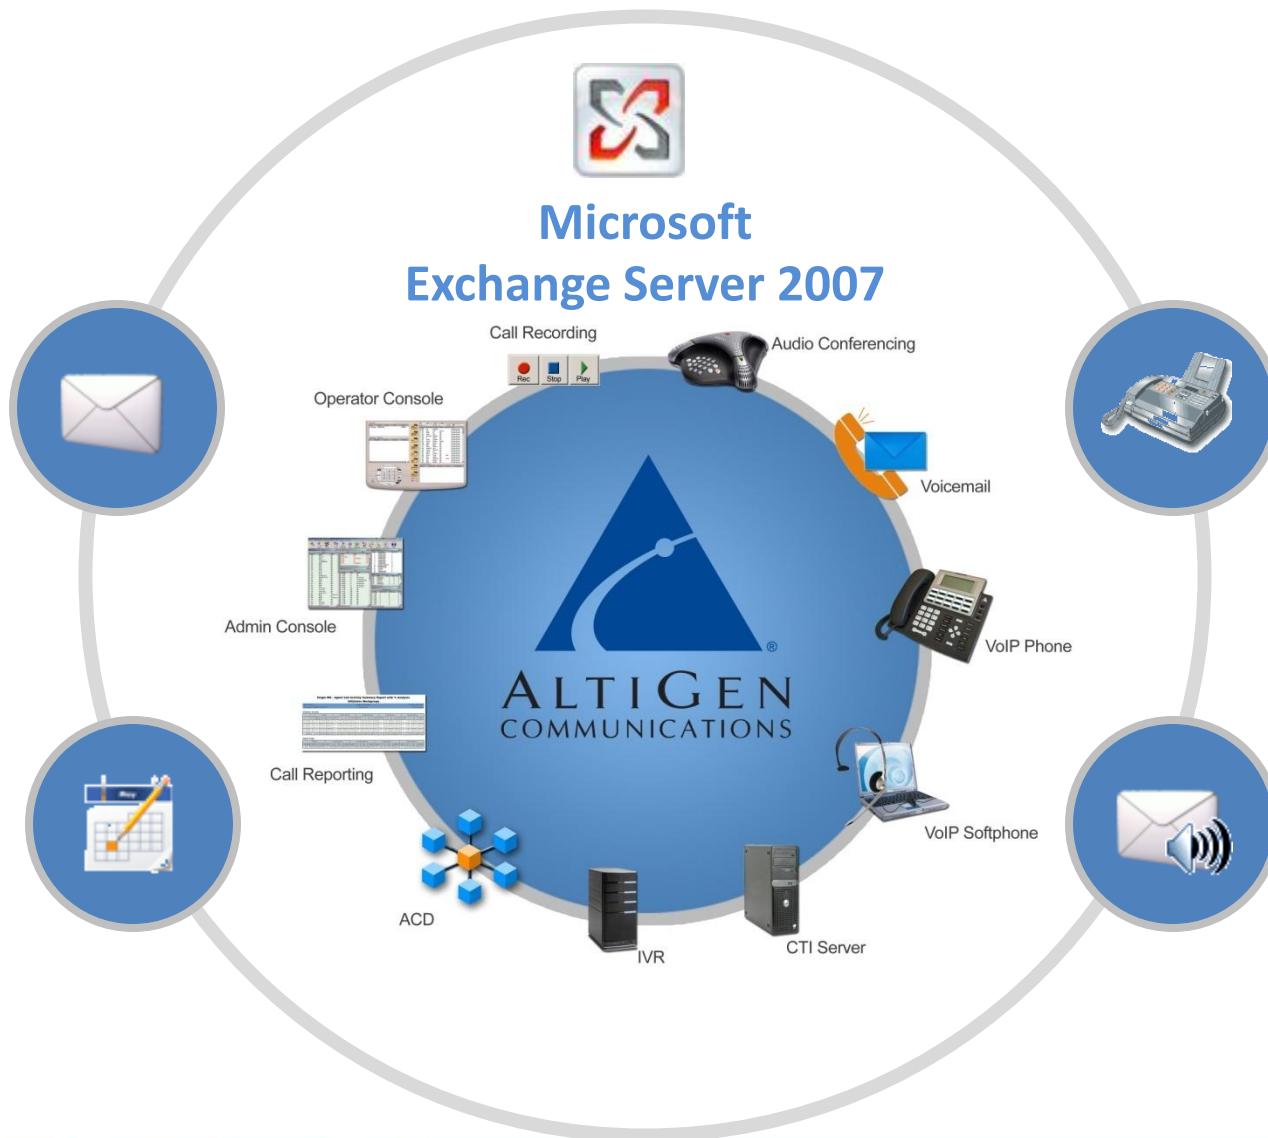 Microsoft
Exchange Server 2007
Call Recording
Audio Conferencing
Rec
Stop
Play
Operator Console
Voicemail
Admin Console
VoIP Phone
®
ALTIGEN
COMMUNICATIONS
Call Reporting
VoIP Softphone
ACD
CTI Server
IVR